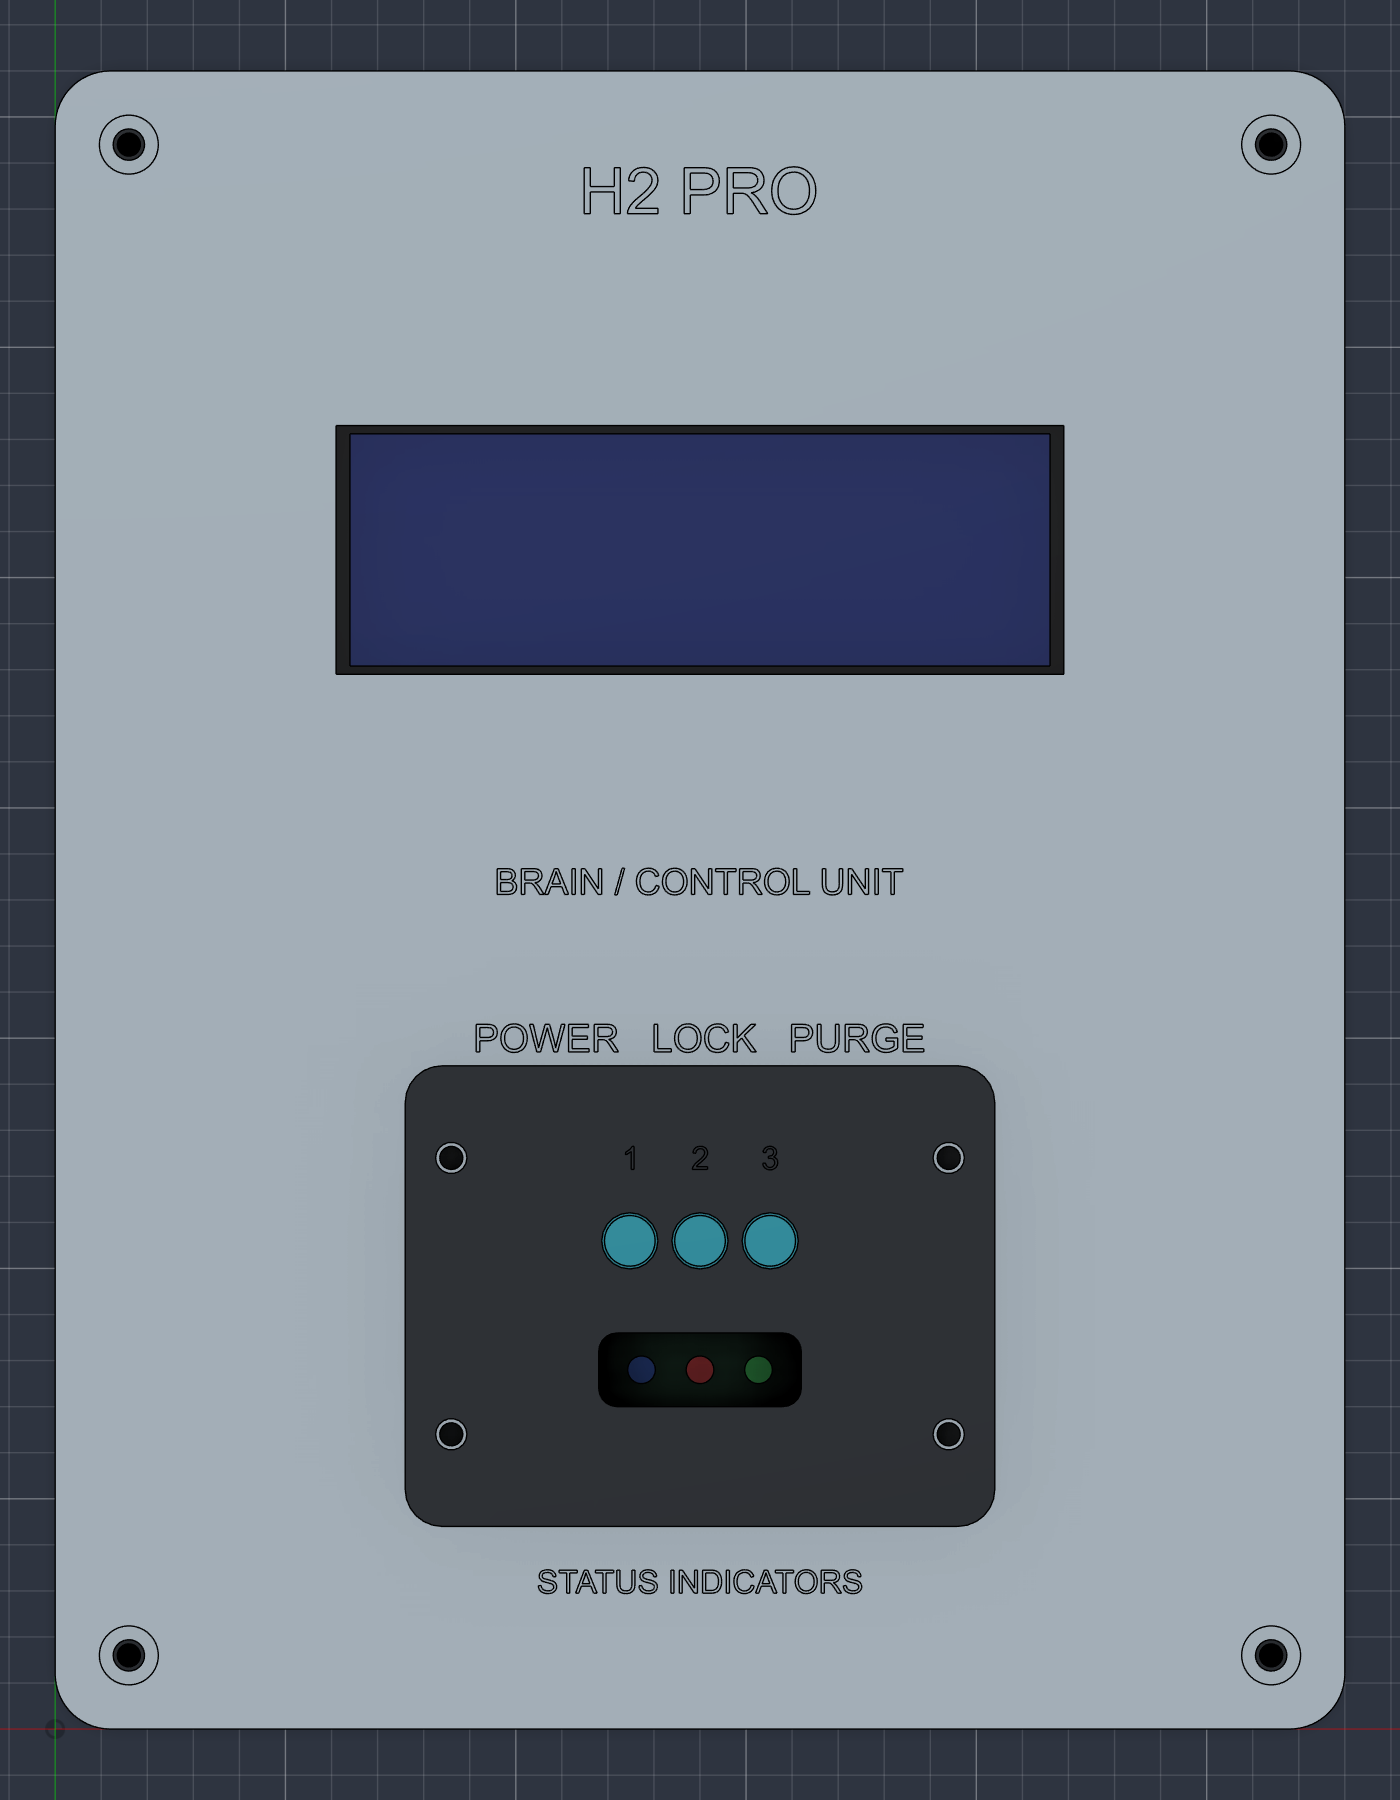 H2 PRO
BRAIN / CONTROL UNIT
POWER LOCK PURGE
1 2 3
STATUS INDICATORS